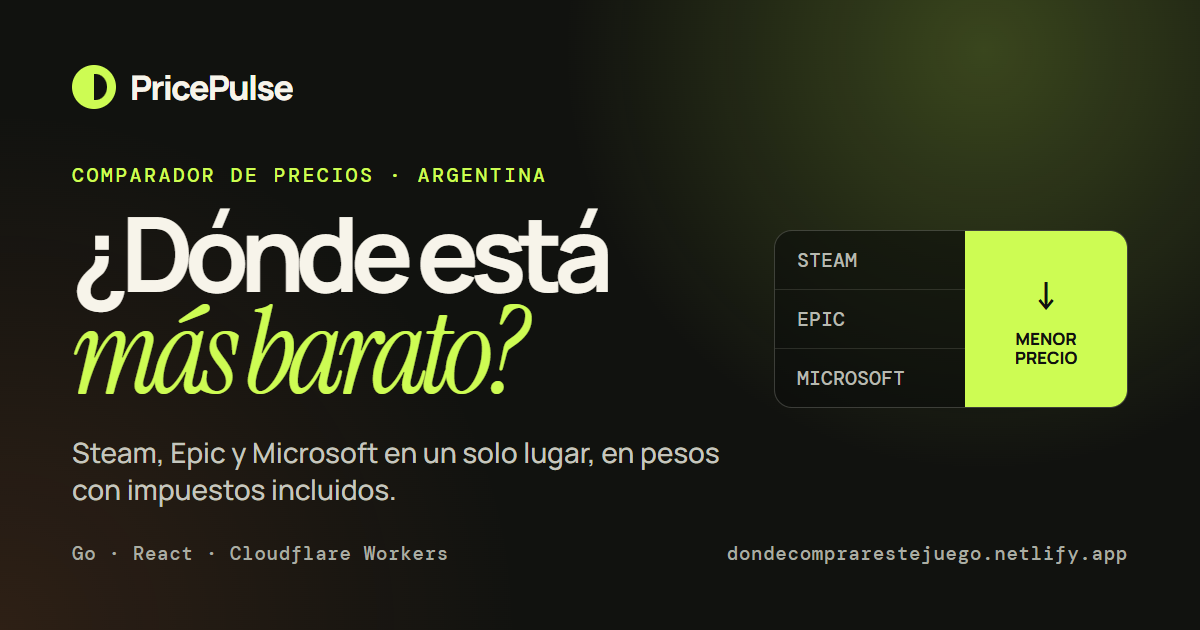 PricePulse
COMPARADOR DE PRECIOS · ARGENTINA
¿Dónde está
más barato?
STEAM
EPIC
MICROSOFT
↓
MENOR
PRECIO
Steam, Epic y Microsoft en un solo lugar, en pesos
con impuestos incluidos.
Go · React · Cloudflare Workers
dondecomprarestejuego.netlify.app